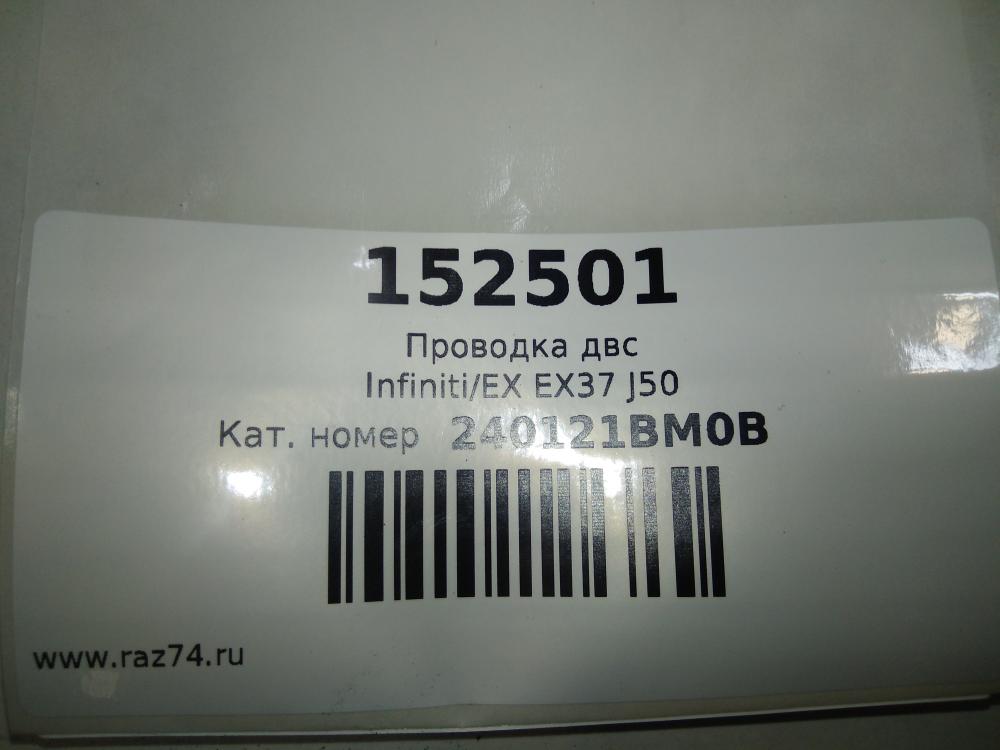 152501
Проводка двс
Infiniti/EX EX37 J50
Кат. номер 240121BM0B
www.raz74.ru